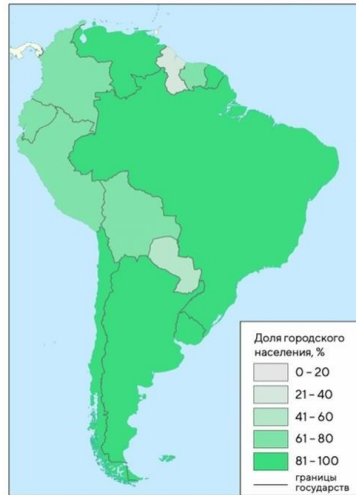 Доля городского
населения, %
0 – 20
21 – 40
41 – 60
61 – 80
81 – 100
границы
государств